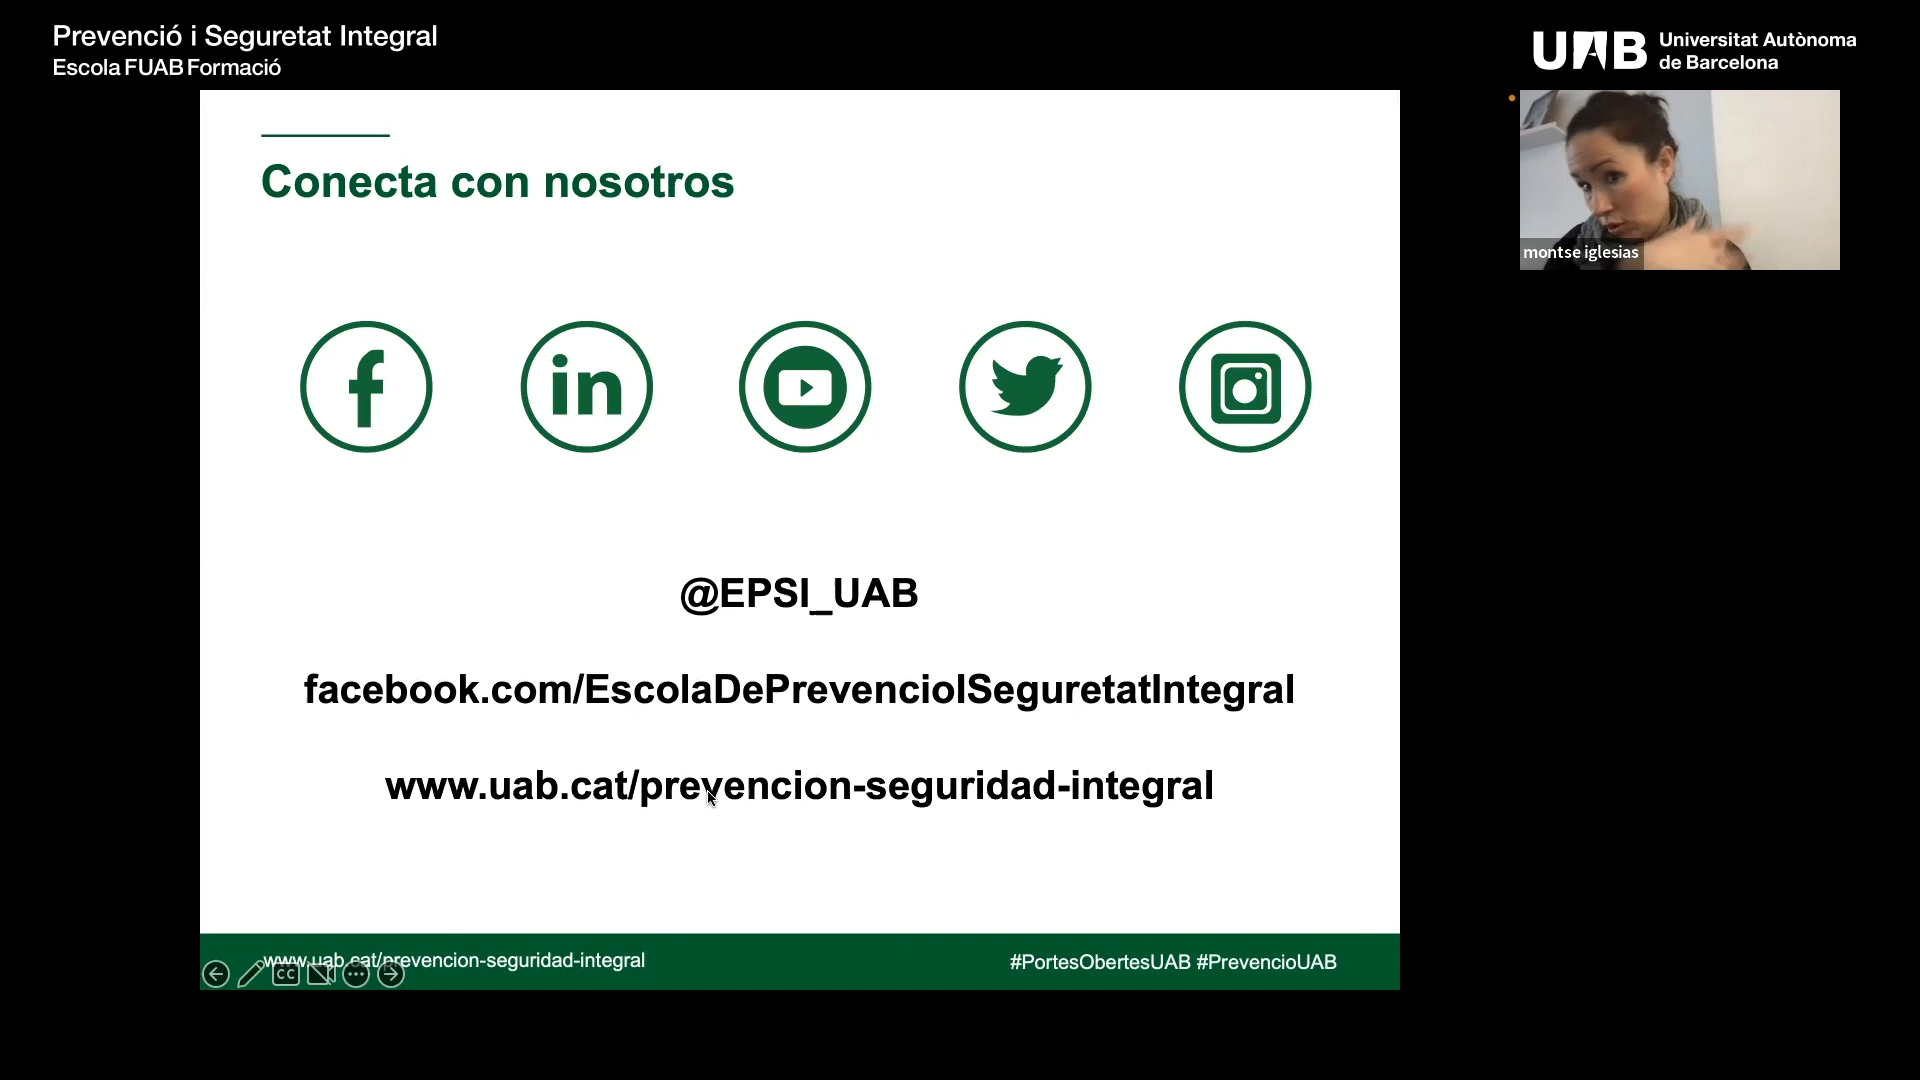 Prevenció i Seguretat Integral
Escola FUAB Formació
UAB
Universitat Autònoma
de Barcelona
montse iglesias
Conecta con nosotros
@EPSI_UAB
facebook.com/EscolaDePrevencioISeguretatIntegral
www.uab.cat/prevencion-seguridad-integral
www.uab.cat/prevencion-seguridad-integral
#PortesObertesUAB #PrevencioUAB
CC